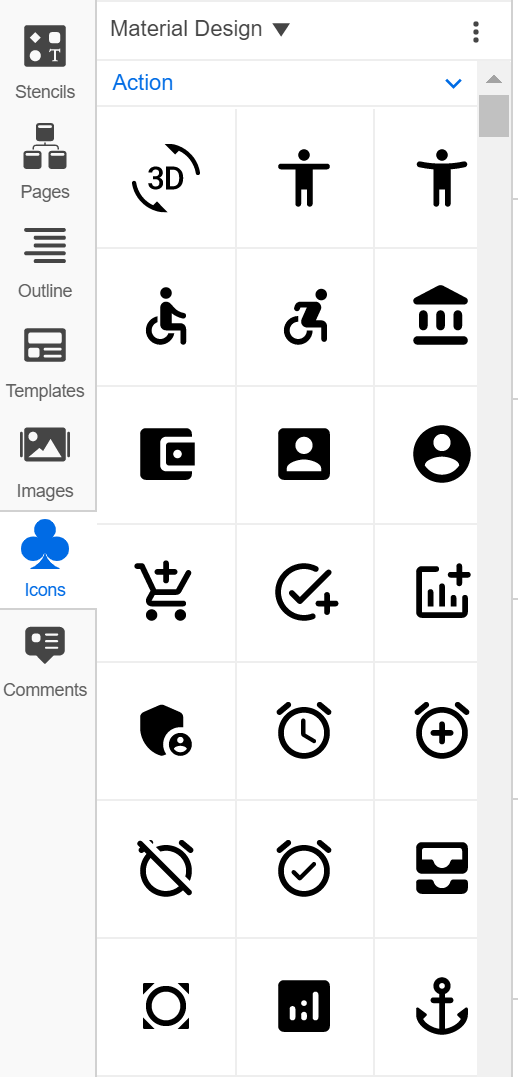 Material Design
Action
Stencils
Pages
Outline
Templates
Images
Icons
Comments
3D
T